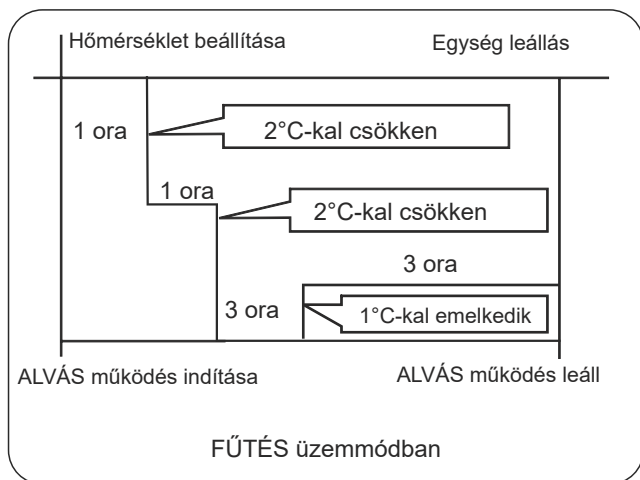 Hőmérséklet beállítása
Egység leállás
1 ora
2°C-kal csökken
1 ora
2°C-kal csökken
3 ora
3 ora
1°C-kal emelkedik
ALVÁS működés indítása
ALVÁS működés leáll
FŰTÉS üzemmódban